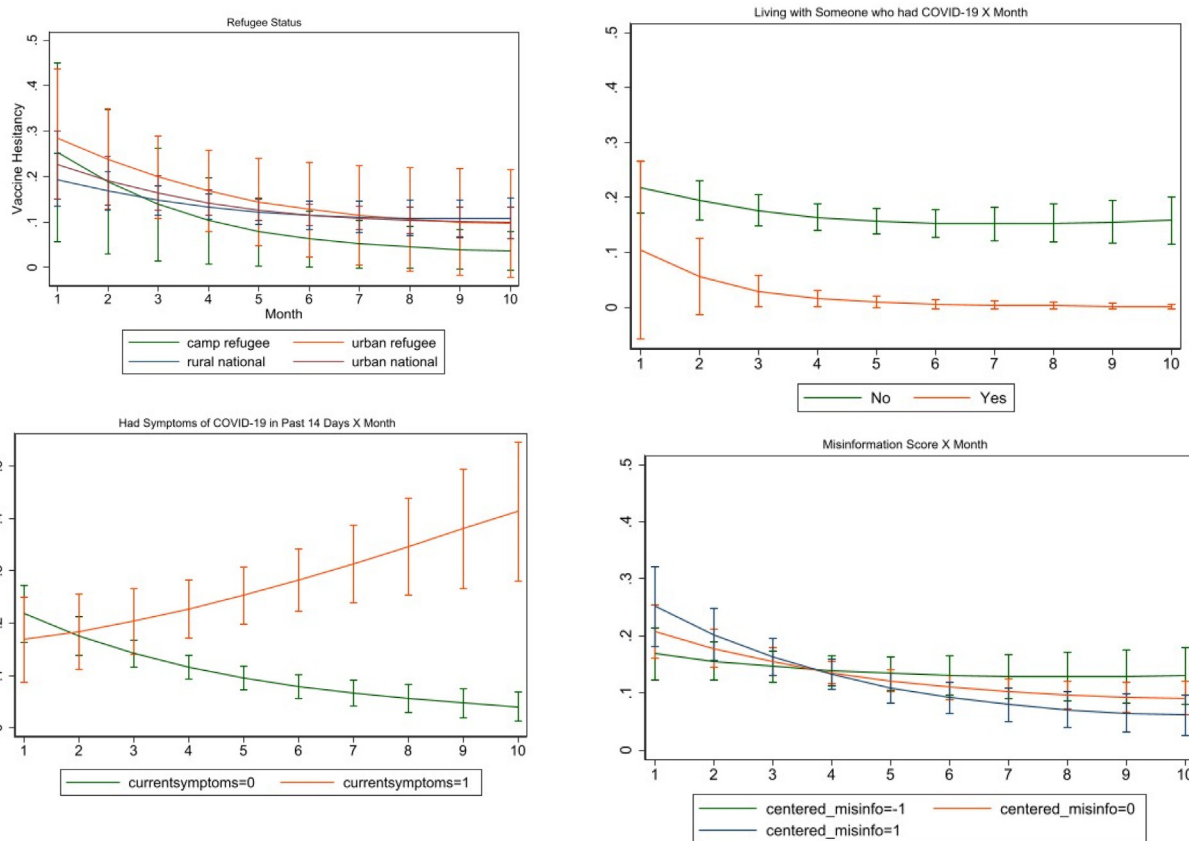 Refugee Status
Vaccine Hesitancy
.5
.4
.3
.2
.1
0
1 2 3 4 5 6 7 8 9 10
Month
camp refugee urban refugee
rural national urban national
Living with Someone who had COVID-19 X Month
.5
.4
.3
.2
.1
0
1 2 3 4 5 6 7 8 9 10
No Yes
Had Symptoms of COVID-19 in Past 14 Days X Month
1 2 3 4 5 6 7 8 9 10
currentsymptoms=0 currentsymptoms=1
Misinformation Score X Month
.5
.4
.3
.2
.1
0
1 2 3 4 5 6 7 8 9 10
centered_misinfo=-1 centered_misinfo=0
centered_misinfo=1